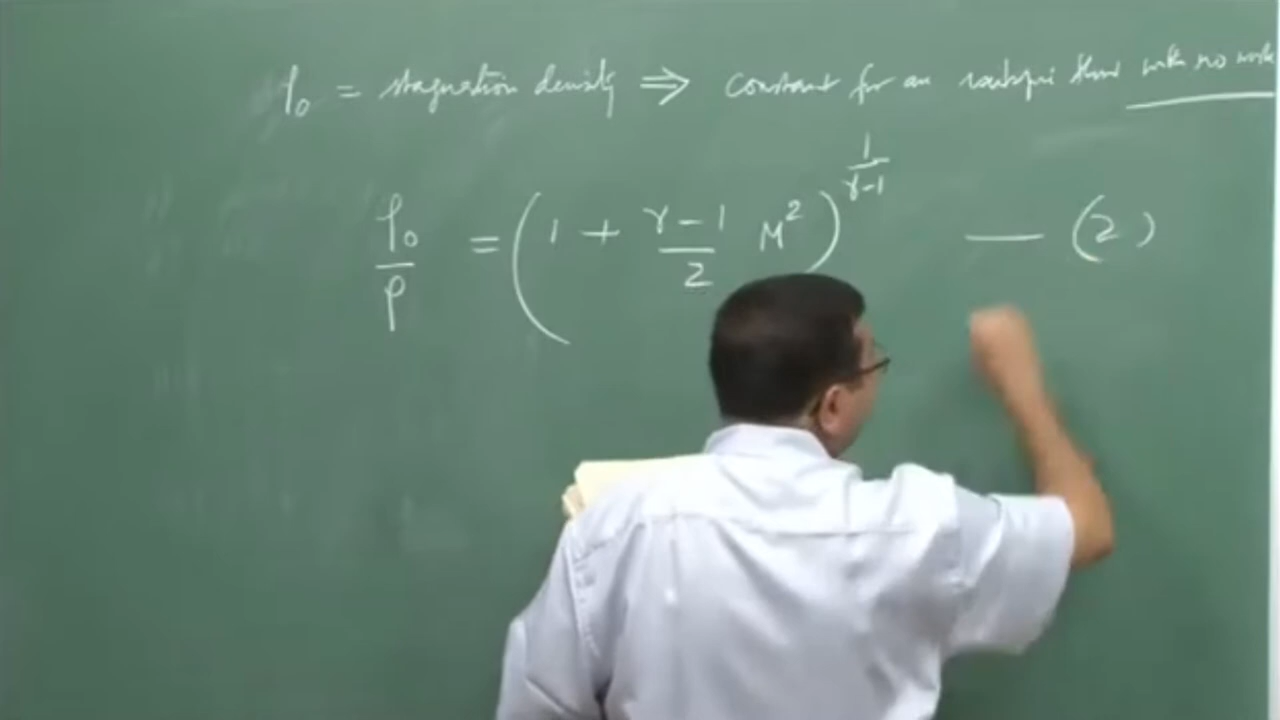 ρ₀ = stagnation density ⇒ constant for an isentropic flow with no work
ρ₀/ρ = (1 + (γ-1)/2 M²)^(1/(γ-1)) — (2)